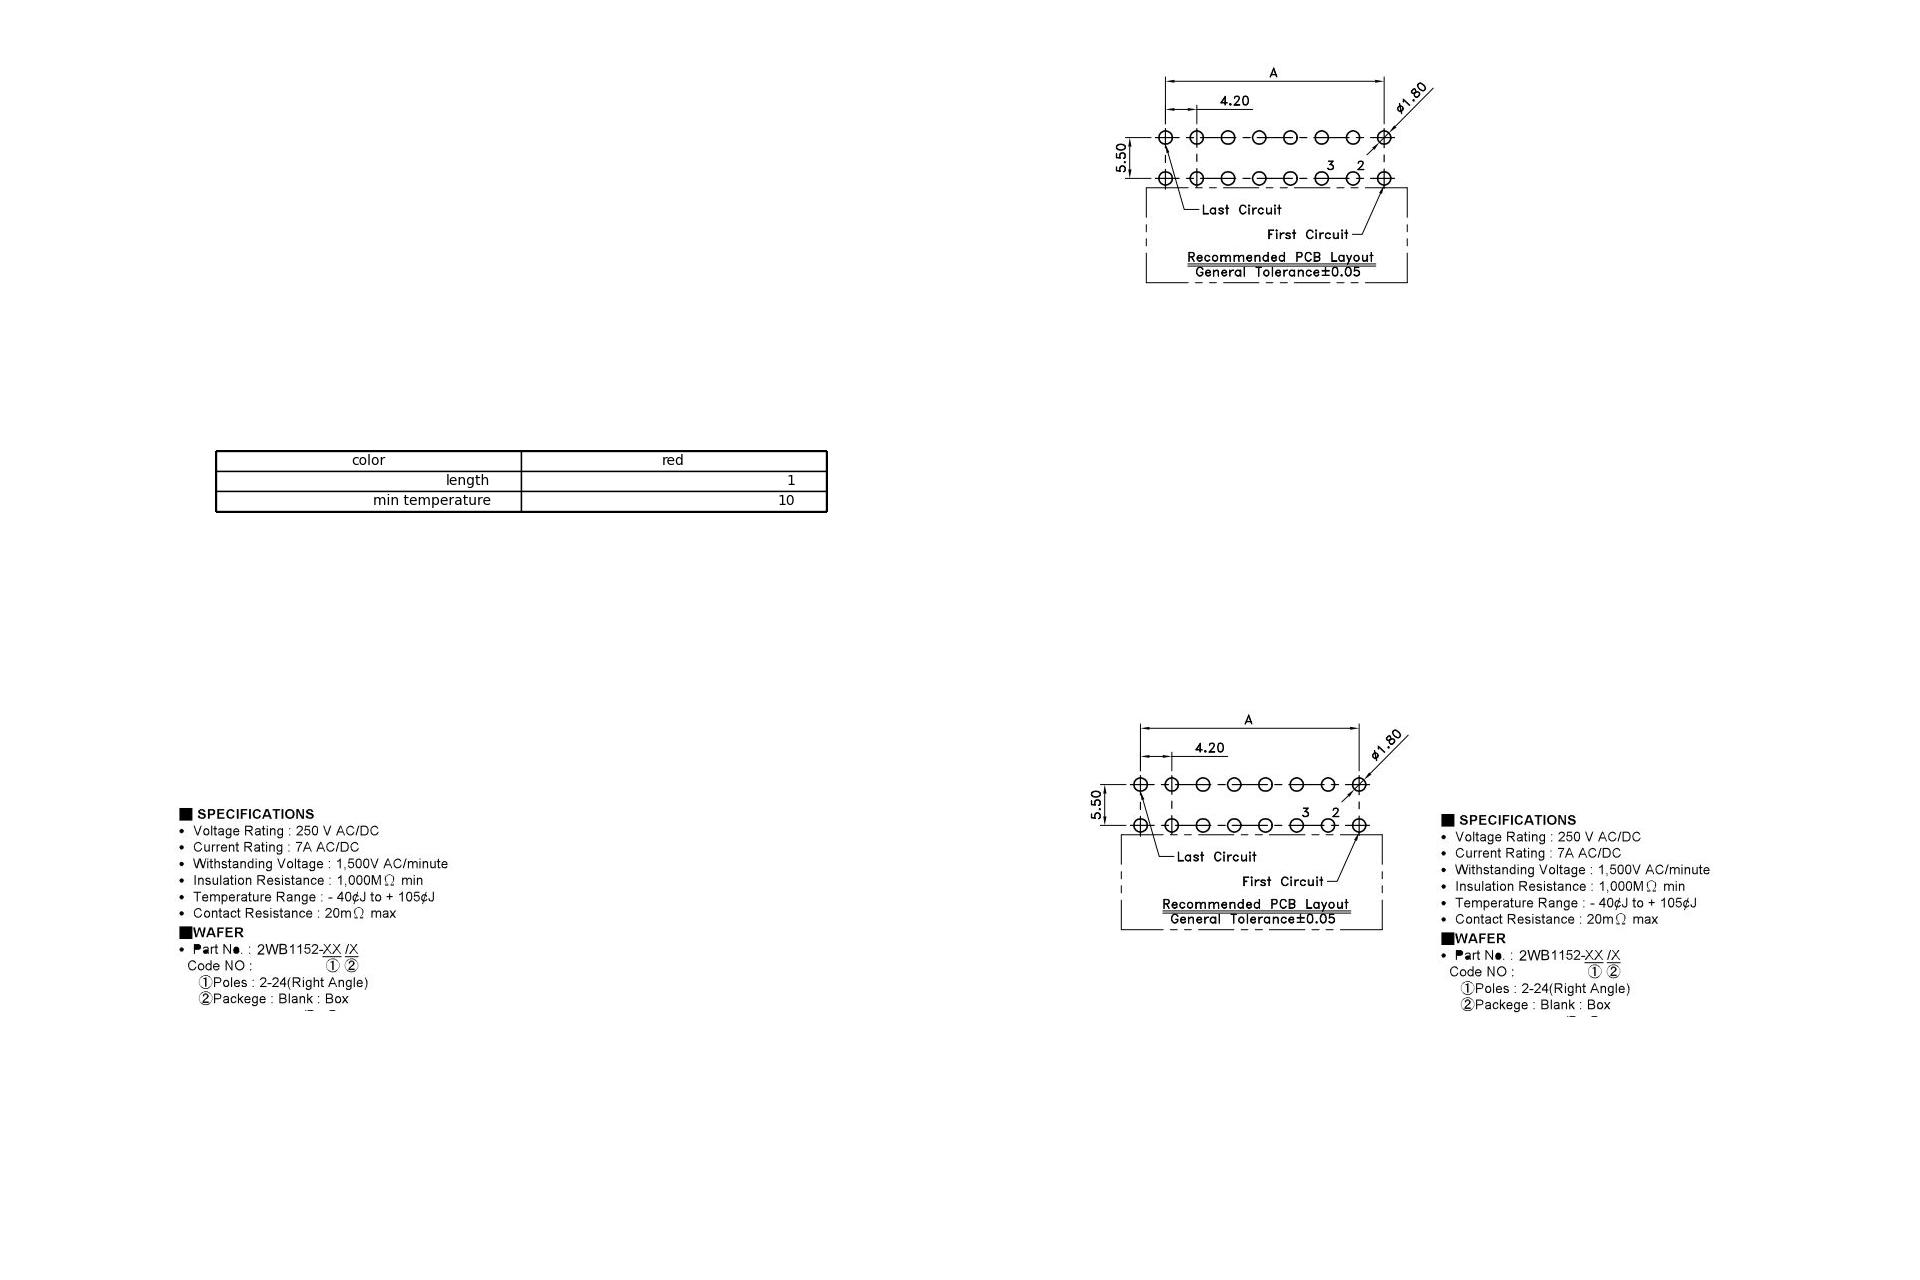 A
4.20
ø1.80
5.50
3 2
Last Circuit
First Circuit
Recommended PCB Layout
General Tolerance±0.05
color red
length 1
min temperature 10
A
4.20
ø1.80
5.50
3 2
Last Circuit
First Circuit
Recommended PCB Layout
General Tolerance±0.05
■ SPECIFICATIONS
• Voltage Rating : 250 V AC/DC
• Current Rating : 7A AC/DC
• Withstanding Voltage : 1,500V AC/minute
• Insulation Resistance : 1,000MΩ min
• Temperature Range : - 40¢J to + 105¢J
• Contact Resistance : 20mΩ max
■WAFER
• Part No. : 2WB1152-XX /X
Code NO : ① ②
①Poles : 2-24(Right Angle)
②Packege : Blank : Box
■ SPECIFICATIONS
• Voltage Rating : 250 V AC/DC
• Current Rating : 7A AC/DC
• Withstanding Voltage : 1,500V AC/minute
• Insulation Resistance : 1,000MΩ min
• Temperature Range : - 40¢J to + 105¢J
• Contact Resistance : 20mΩ max
■WAFER
• Part No. : 2WB1152-XX /X
Code NO : ① ②
①Poles : 2-24(Right Angle)
②Packege : Blank : Box